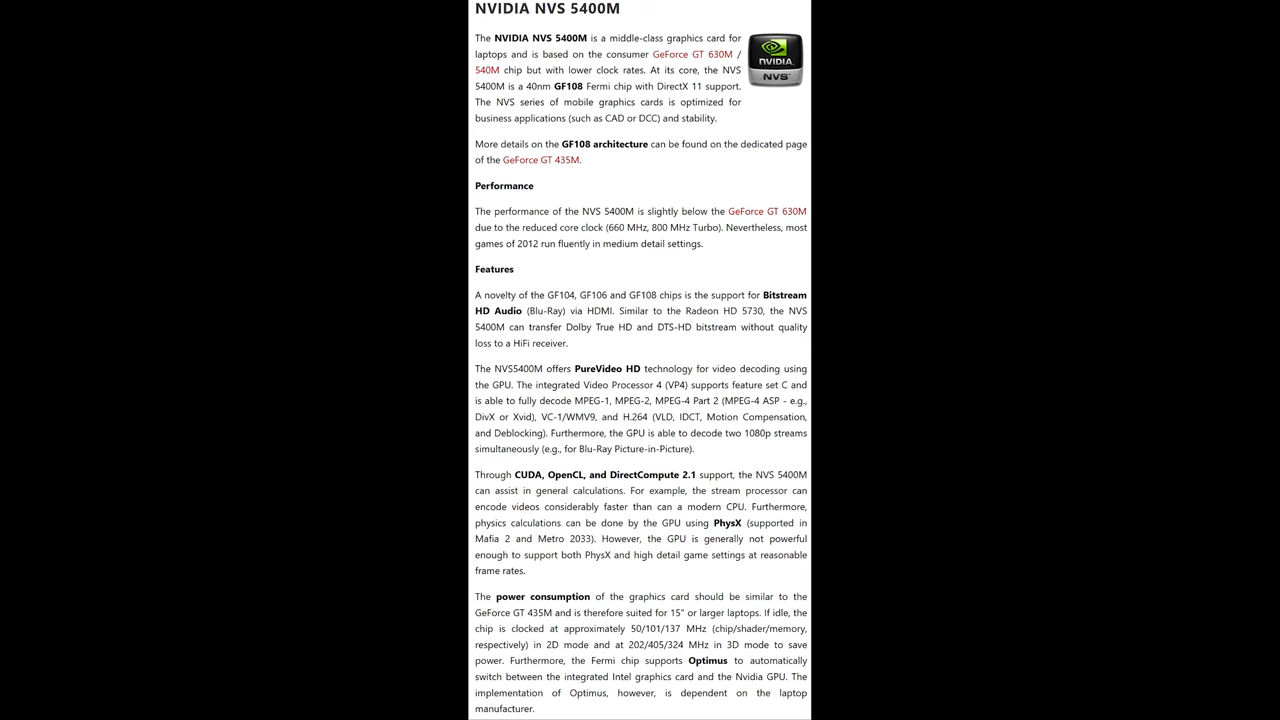 NVIDIA NVS 5400M
The NVIDIA NVS 5400M is a middle-class graphics card for
laptops and is based on the consumer GeForce GT 630M /
540M chip but with lower clock rates. At its core, the NVS
5400M is a 40nm GF108 Fermi chip with DirectX 11 support.
The NVS series of mobile graphics cards is optimized for
business applications (such as CAD or DCC) and stability.
NVIDIA.
NVS
More details on the GF108 architecture can be found on the dedicated page
of the GeForce GT 435M.
Performance
The performance of the NVS 5400M is slightly below the GeForce GT 630M
due to the reduced core clock (660 MHz, 800 MHz Turbo). Nevertheless, most
games of 2012 run fluently in medium detail settings.
Features
A novelty of the GF104, GF106 and GF108 chips is the support for Bitstream
HD Audio (Blu-Ray) via HDMI. Similar to the Radeon HD 5730, the NVS
5400M can transfer Dolby True HD and DTS-HD bitstream without quality
loss to a HiFi receiver.
The NVS5400M offers PureVideo HD technology for video decoding using
the GPU. The integrated Video Processor 4 (VP4) supports feature set C and
is able to fully decode MPEG-1, MPEG-2, MPEG-4 Part 2 (MPEG-4 ASP - e.g.,
DivX or Xvid), VC-1/WMV9, and H.264 (VLD, IDCT, Motion Compensation,
and Deblocking). Furthermore, the GPU is able to decode two 1080p streams
simultaneously (e.g., for Blu-Ray Picture-in-Picture).
Through CUDA, OpenCL, and DirectCompute 2.1 support, the NVS 5400M
can assist in general calculations. For example, the stream processor can
encode videos considerably faster than can a modern CPU. Furthermore,
physics calculations can be done by the GPU using PhysX (supported in
Mafia 2 and Metro 2033). However, the GPU is generally not powerful
enough to support both PhysX and high detail game settings at reasonable
frame rates.
The power consumption of the graphics card should be similar to the
GeForce GT 435M and is therefore suited for 15" or larger laptops. If idle, the
chip is clocked at approximately 50/101/137 MHz (chip/shader/memory,
respectively) in 2D mode and at 202/405/324 MHz in 3D mode to save
power. Furthermore, the Fermi chip supports Optimus to automatically
switch between the integrated Intel graphics card and the Nvidia GPU. The
implementation of Optimus, however, is dependent on the laptop
manufacturer.